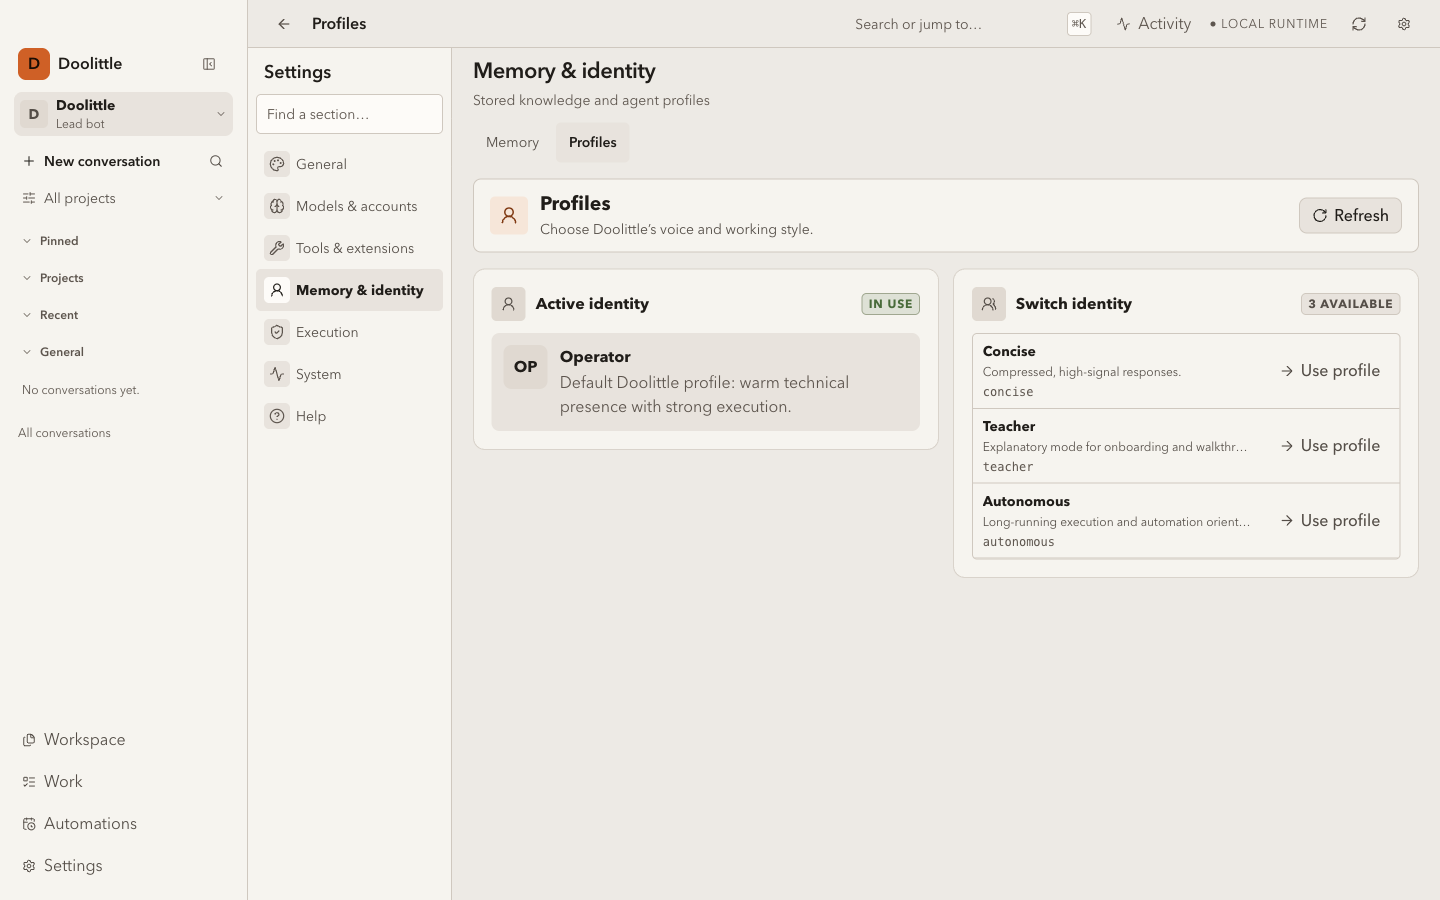 D
Doolittle
D
Doolittle
Lead bot
New conversation
All projects
Pinned
Projects
Recent
General
No conversations yet.
All conversations
Workspace
Work
Automations
Settings
Profiles
Search or jump to…
⌘K
Activity
LOCAL RUNTIME
Settings
Find a section…
General
Models & accounts
Tools & extensions
Memory & identity
Execution
System
Help
Memory & identity
Stored knowledge and agent profiles
Memory
Profiles
Profiles
Choose Doolittle’s voice and working style.
Refresh
Active identity
IN USE
OP
Operator
Default Doolittle profile: warm technical
presence with strong execution.
Switch identity
3 AVAILABLE
Concise
Compressed, high-signal responses.
concise
Use profile
Teacher
Explanatory mode for onboarding and walkthr…
teacher
Use profile
Autonomous
Long-running execution and automation orient…
autonomous
Use profile